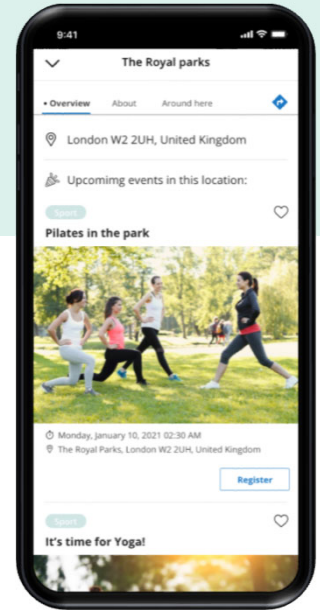 9:41
The Royal parks
• Overview About Around here
London W2 2UH, United Kingdom
Upcomimg events in this location:
Sport
Pilates in the park
Monday, January 10, 2021 02:30 AM
The Royal Parks, London W2 2UH, United Kingdom
Register
Sport
It's time for Yoga!